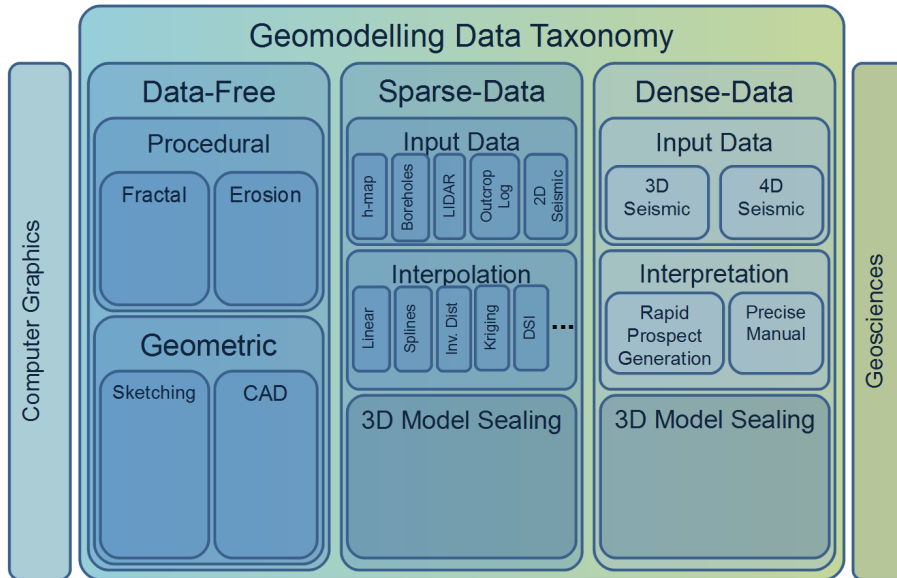 Geomodelling Data Taxonomy
Computer Graphics
Data-Free
Procedural
Fractal
Erosion
Geometric
Sketching
CAD
Sparse-Data
Input Data
h-map
Boreholes
LIDAR
Outcrop
Log
2D
Seismic
Interpolation
Linear
Splines
Inv. Dist
Kriging
DSI
...
3D Model Sealing
Dense-Data
Input Data
3D
Seismic
4D
Seismic
Interpretation
Rapid
Prospect
Generation
Precise
Manual
3D Model Sealing
Geosciences